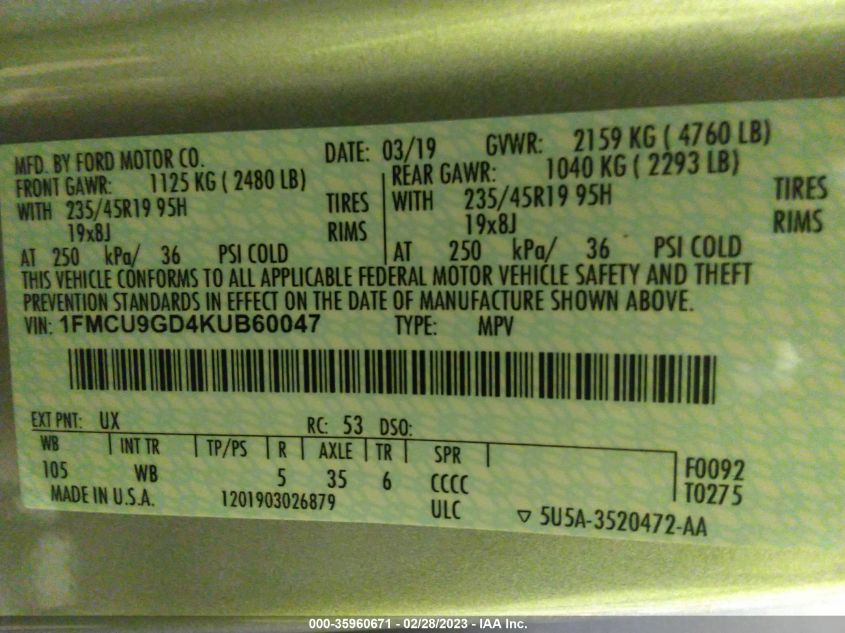 MFD. BY FORD MOTOR CO. DATE: 03/19 GVWR: 2159 KG ( 4760 LB)
FRONT GAWR: 1125 KG ( 2480 LB) REAR GAWR: 1040 KG ( 2293 LB)
WITH 235/45R19 95H TIRES WITH 235/45R19 95H TIRES
19x8J RIMS 19x8J RIMS
AT 250 kPa/ 36 PSI COLD AT 250 kPa/ 36 PSI COLD
THIS VEHICLE CONFORMS TO ALL APPLICABLE FEDERAL MOTOR VEHICLE SAFETY AND THEFT
PREVENTION STANDARDS IN EFFECT ON THE DATE OF MANUFACTURE SHOWN ABOVE.
VIN: 1FMCU9GD4KUB60047 TYPE: MPV
EXT PNT: UX RC: 53 DSO:
WB INT TR TP/PS R AXLE TR SPR
105 WB 5 35 6 CCCC F0092
T0275
MADE IN U.S.A. 1201903026879 ULC ▽ 5U5A-3520472-AA
000-35960671 - 02/28/2023 - IAA Inc.